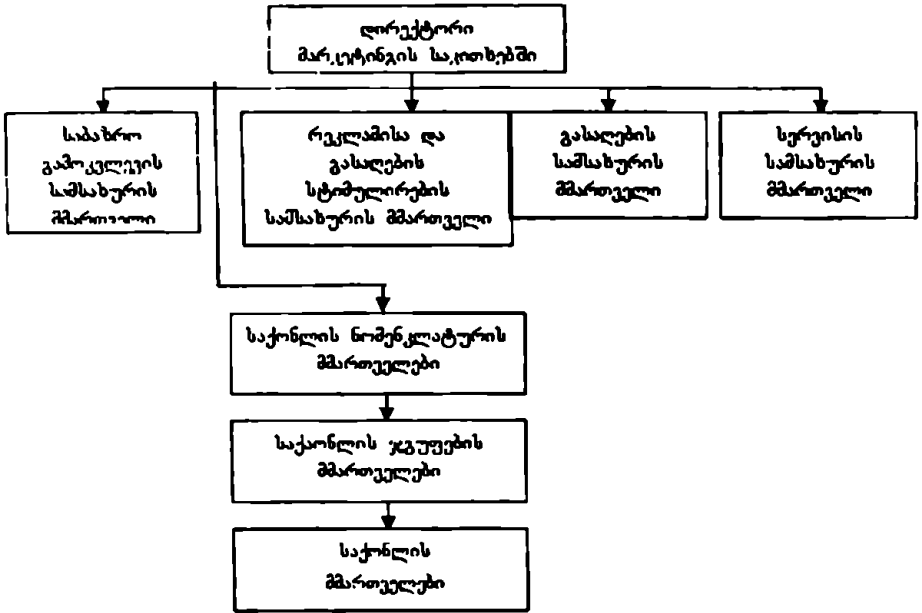 დირექტორი
მარკეტინგის საკითხებში
საბაზრო
გამოკვლევის
სამსახურის
მმართველი
რეკლამისა და
გასაღების
სტიმულირების
სამსახურის მმართველი
გასაღების
სამსახურის
მმართველი
სერვისის
სამსახურის
მმართველი
საქონლის ნომენკლატურის
მმართველები
საქაონლის ჯგუფების
მმართველები
საქონლის
მმართველები